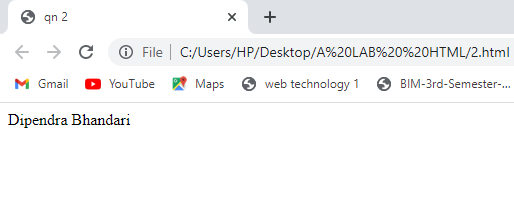 qn 2
File | C:/Users/HP/Desktop/A%20LAB%20%20HTML/2.html
Gmail YouTube Maps web technology 1 BIM-3rd-Semester-...
Dipendra Bhandari